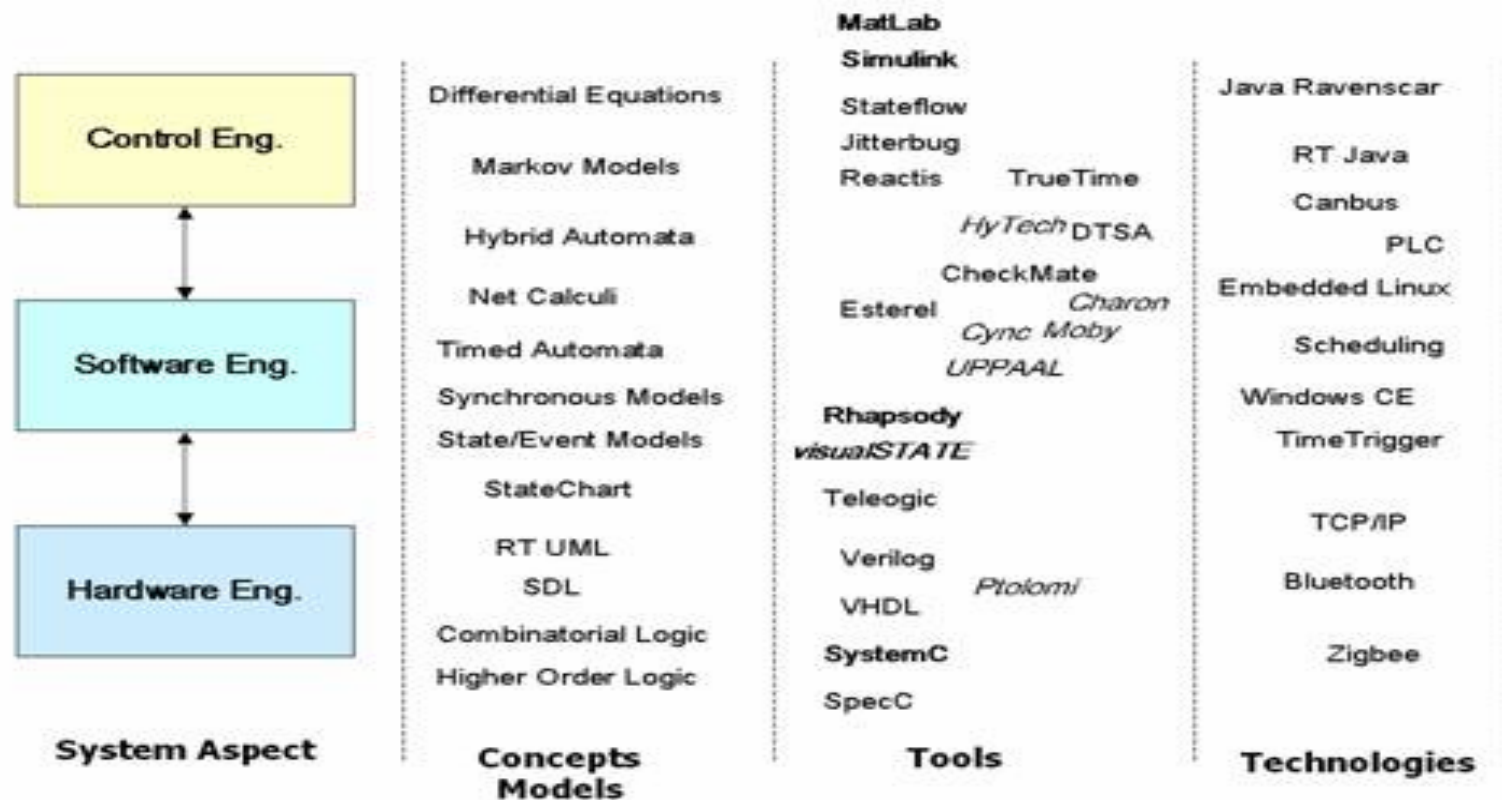 Control Eng.
Software Eng.
Hardware Eng.
System Aspect
Differential Equations
Markov Models
Hybrid Automata
Net Calculi
Timed Automata
Synchronous Models
State/Event Models
StateChart
RT UML
SDL
Combinatorial Logic
Higher Order Logic
Concepts
Models
MatLab
Simulink
Stateflow
Jitterbug
Reactis TrueTime
HyTech DTSA
CheckMate
Esterel Charon
Cync Moby
UPPAAL
Rhapsody
visualSTATE
Teleogic
Verilog
Ptolomi
VHDL
SystemC
SpecC
Tools
Java Ravenscar
RT Java
Canbus
PLC
Embedded Linux
Scheduling
Windows CE
TimeTrigger
TCP/IP
Bluetooth
Zigbee
Technologies